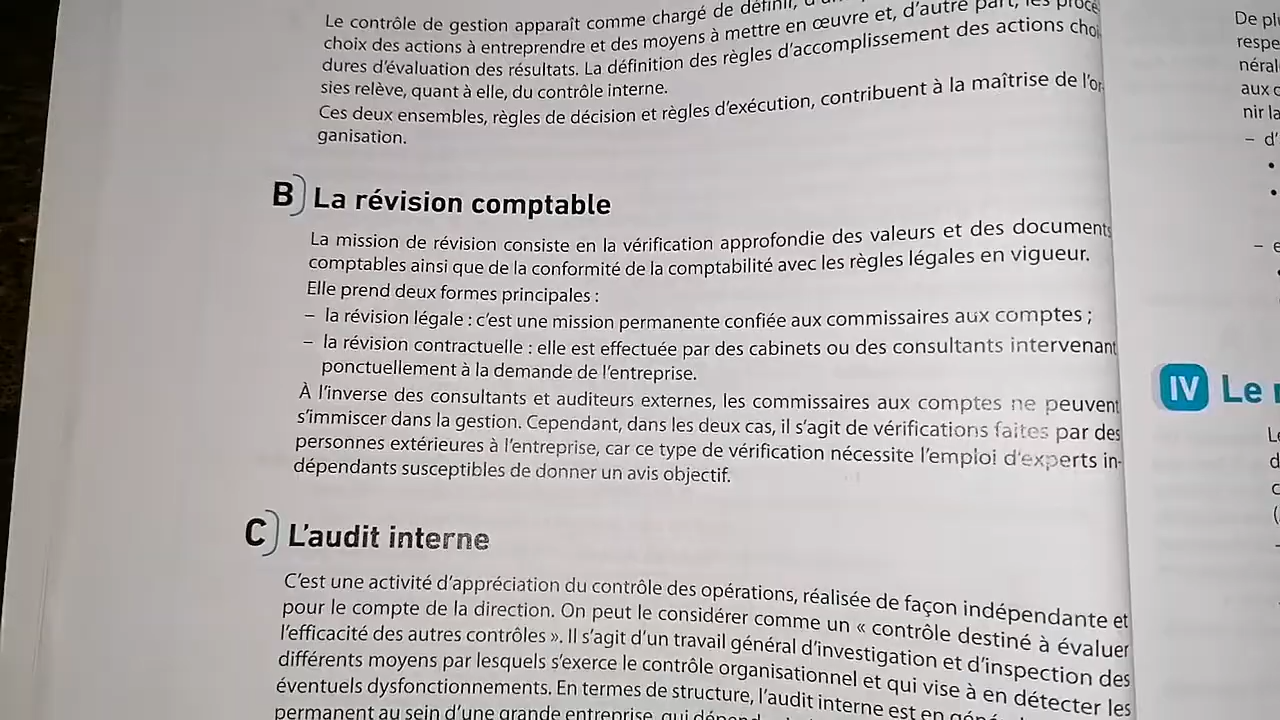 Le contrôle de gestion apparaît comme chargé de définir,
choix des actions à entreprendre et des moyens à mettre en œuvre et, d'autre part, les procé
dures d'évaluation des résultats. La définition des règles d'accomplissement des actions choi
sies relève, quant à elle, du contrôle interne.
Ces deux ensembles, règles de décision et règles d'exécution, contribuent à la maîtrise de l'or
ganisation.
B) La révision comptable
La mission de révision consiste en la vérification approfondie des valeurs et des documents
comptables ainsi que de la conformité de la comptabilité avec les règles légales en vigueur.
Elle prend deux formes principales :
– la révision légale : c'est une mission permanente confiée aux commissaires aux comptes ;
– la révision contractuelle : elle est effectuée par des cabinets ou des consultants intervenant
ponctuellement à la demande de l'entreprise.
À l'inverse des consultants et auditeurs externes, les commissaires aux comptes ne peuvent
s'immiscer dans la gestion. Cependant, dans les deux cas, il s'agit de vérifications faites par des
personnes extérieures à l'entreprise, car ce type de vérification nécessite l'emploi d'experts in-
dépendants susceptibles de donner un avis objectif.
C) L'audit interne
C'est une activité d'appréciation du contrôle des opérations, réalisée de façon indépendante et
pour le compte de la direction. On peut le considérer comme un « contrôle destiné à évaluer
l'efficacité des autres contrôles ». Il s'agit d'un travail général d'investigation et d'inspection des
différents moyens par lesquels s'exerce le contrôle organisationnel et qui vise à en détecter les
éventuels dysfonctionnements. En termes de structure, l'audit interne est en
permanent au sein d'une grande entreprise, qui
De
aux
nir la
– d'
IV Le